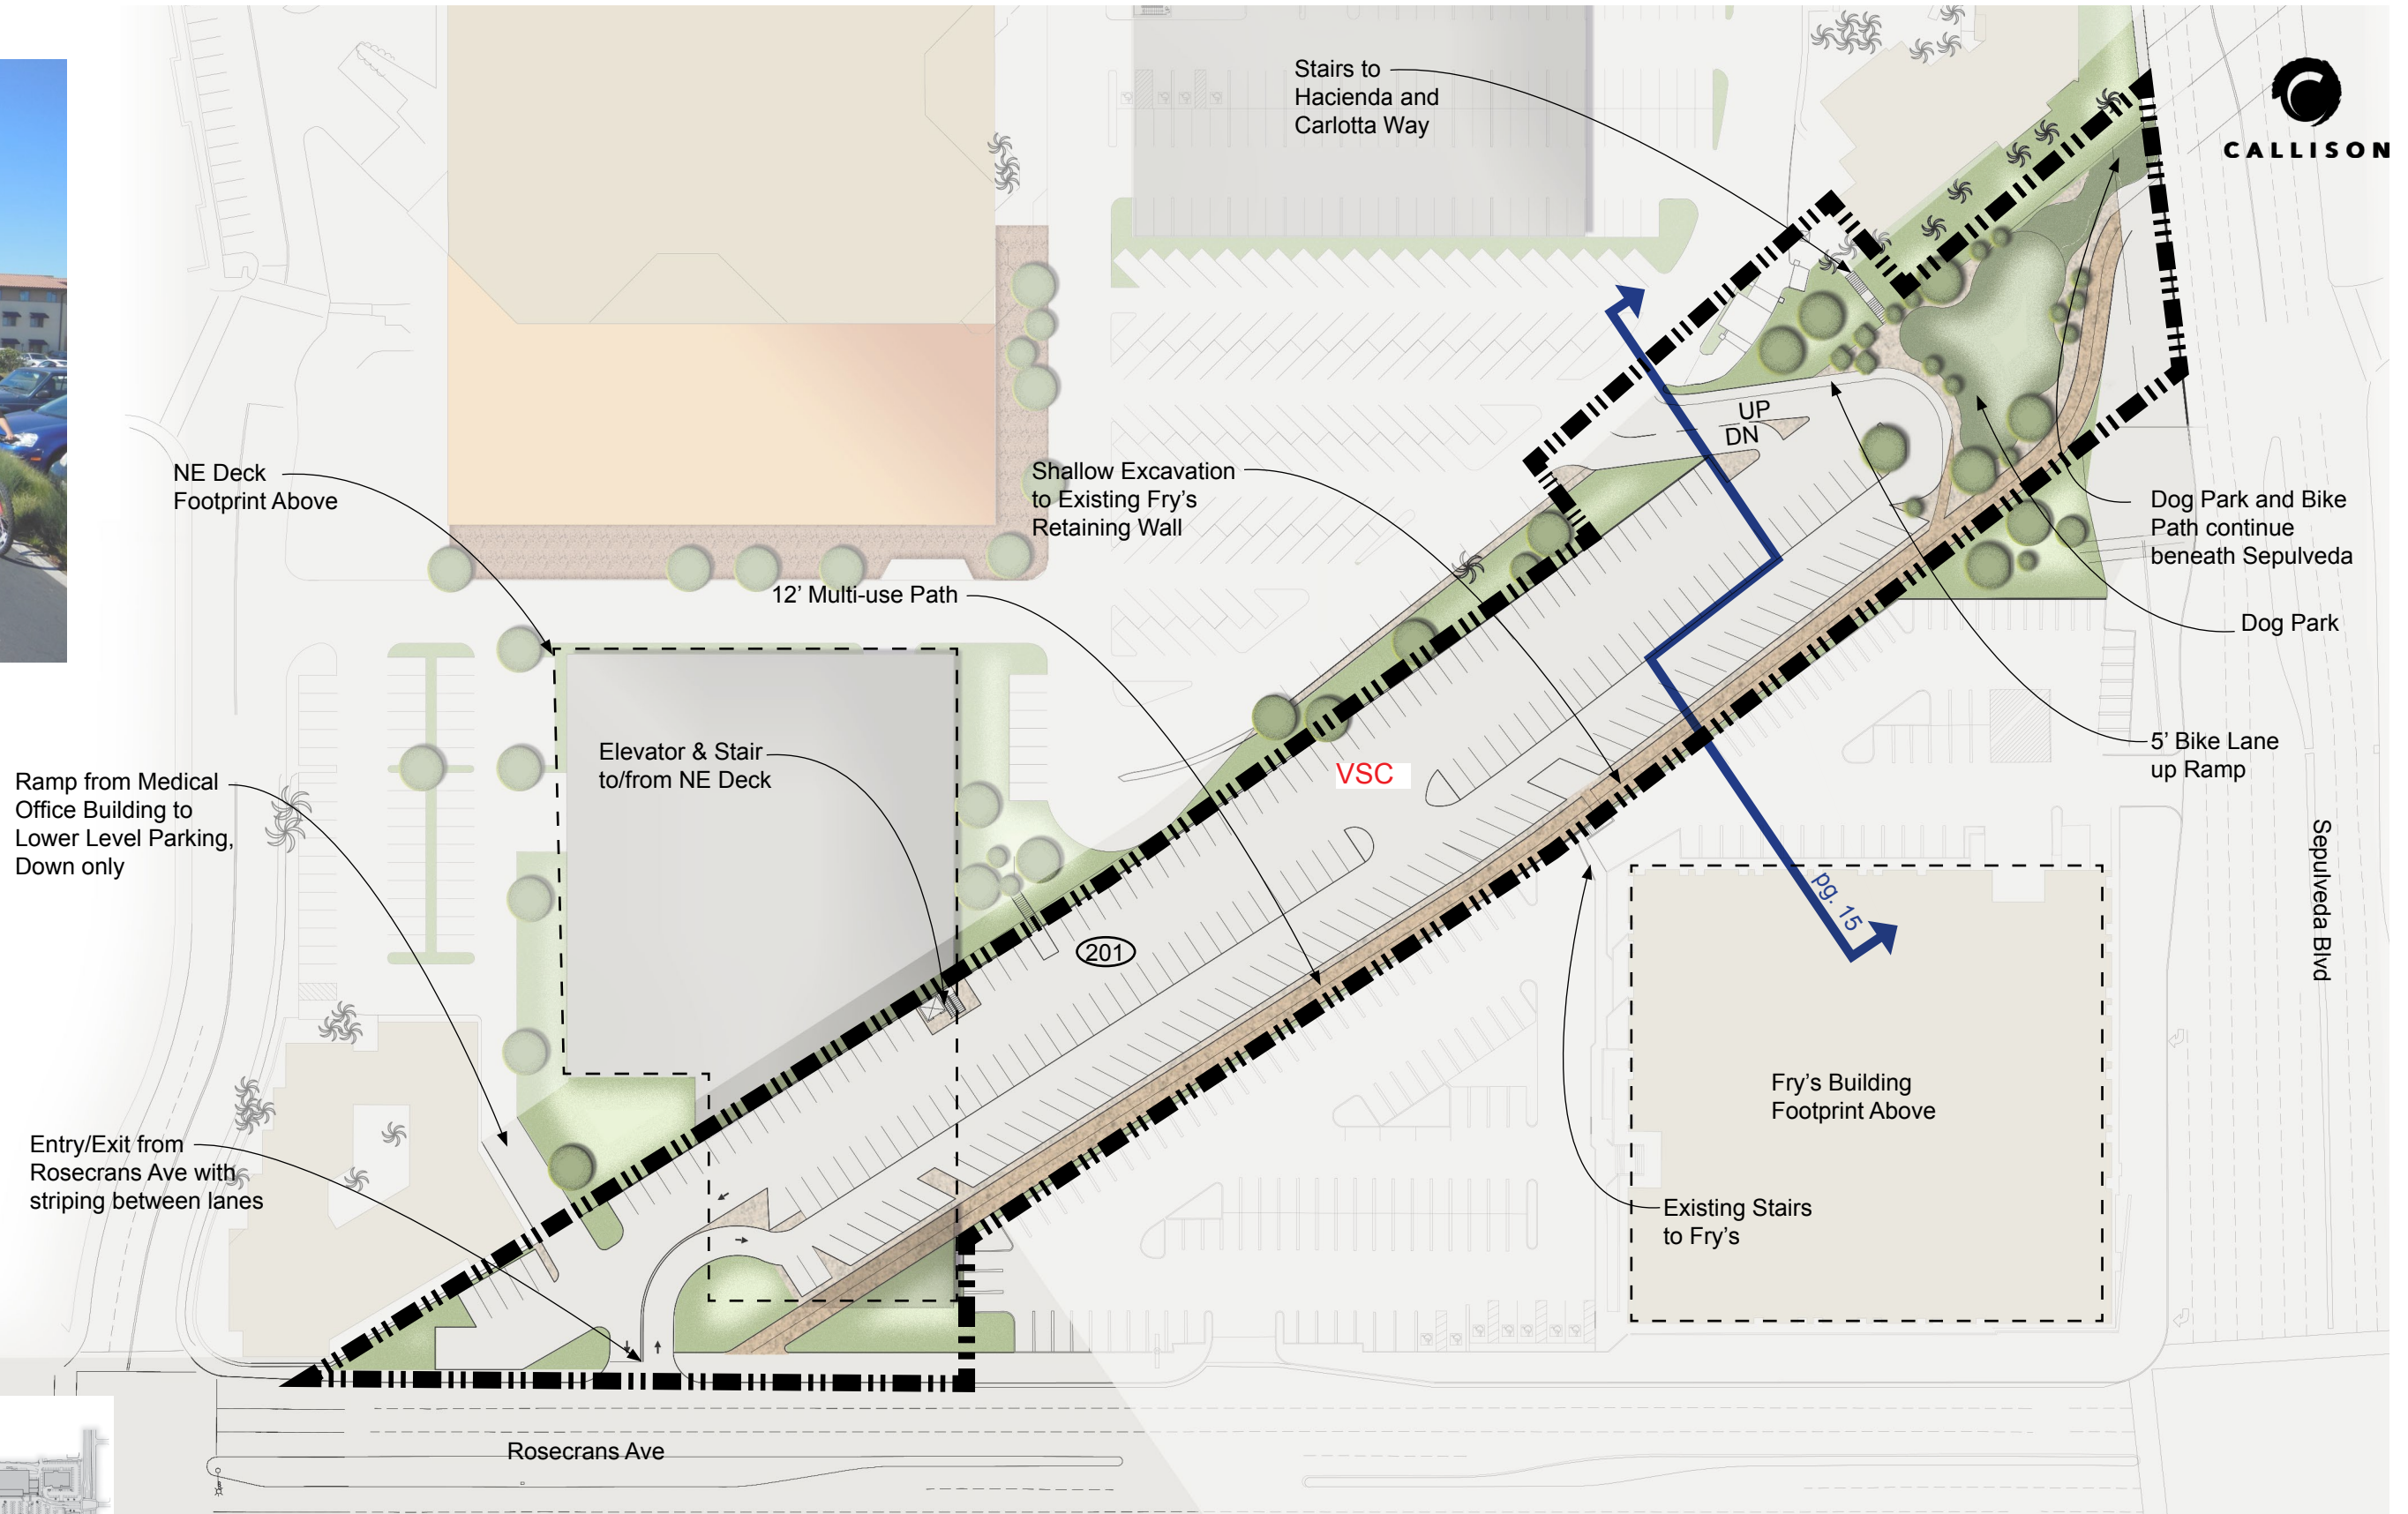 Stairs to
Hacienda and
Carlotta Way
CALLISON
UP
DN
NE Deck
Footprint Above
Shallow Excavation
to Existing Fry's
Retaining Wall
12’ Multi-use Path
Dog Park and Bike
Path continue
beneath Sepulveda
Dog Park
Elevator & Stair
to/from NE Deck
VSC
5’ Bike Lane
up Ramp
Ramp from Medical
Office Building to
Lower Level Parking,
Down only
Sepulveda Blvd
pg. 15
201
Fry's Building
Footprint Above
Entry/Exit from
Rosecrans Ave with
striping between lanes
Existing Stairs
to Fry's
Rosecrans Ave